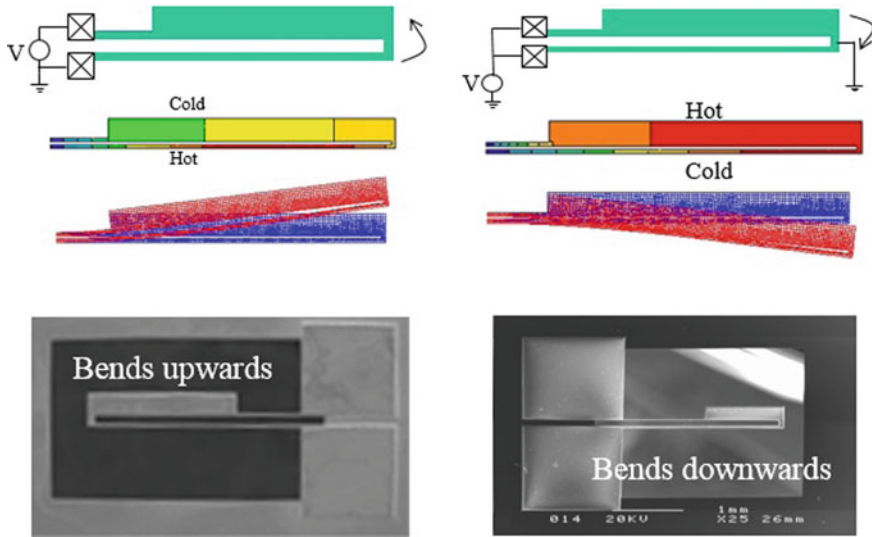 V
V
Cold
Hot
Hot
Cold
Bends upwards
Bends downwards
1mm
014 20KV X25 26mm